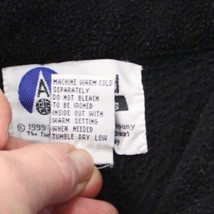 A
MACHINE WARM COLD
SEPARATELY
DO NOT BLEACH
TO BE IRONED
INSIDE OUT WITH
WARM SETTING
WHEN NEEDED
TUMBLE DRY LOW
© 1999
The